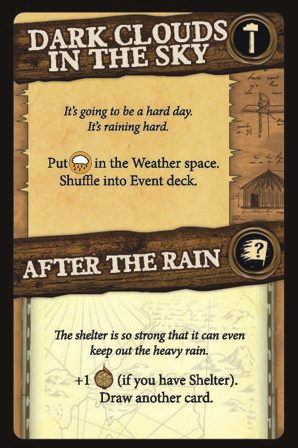 DARK CLOUDS
IN THE SKY
It's going to be a hard day.
It's raining hard.
Put in the Weather space.
Shuffle into Event deck.
?
AFTER THE RAIN
The shelter is so strong that it can even
keep out the heavy rain.
+1 (if you have Shelter).
Draw another card.